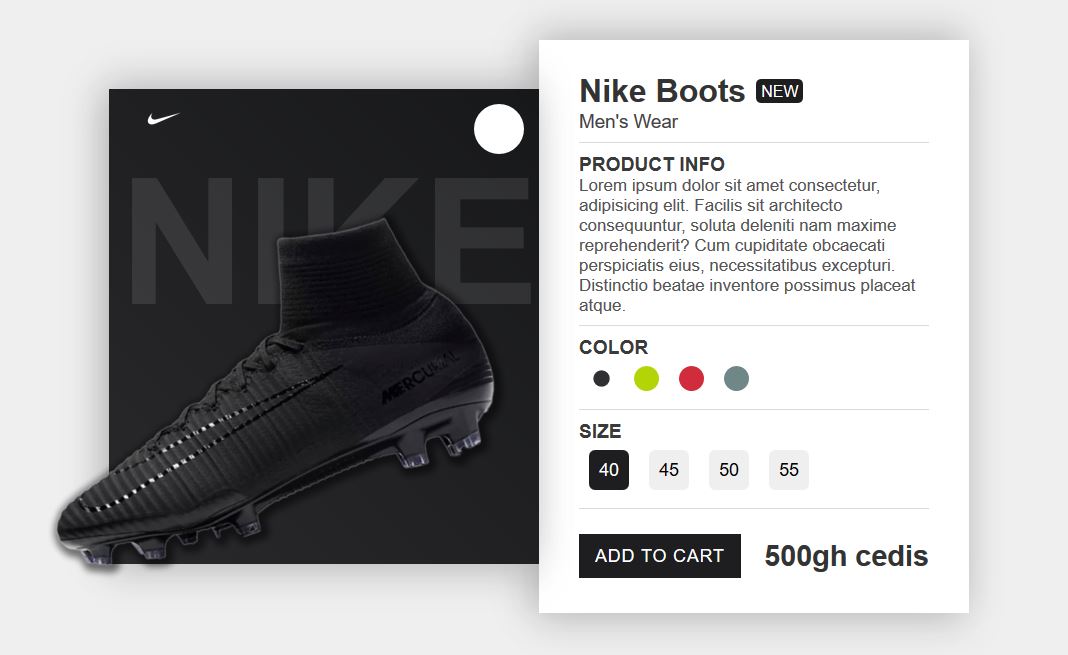 NIKE
MERCURIAL
Nike Boots NEW
Men's Wear
PRODUCT INFO
Lorem ipsum dolor sit amet consectetur,
adipisicing elit. Facilis sit architecto
consequuntur, soluta deleniti nam maxime
reprehenderit? Cum cupiditate obcaecati
perspiciatis eius, necessitatibus excepturi.
Distinctio beatae inventore possimus placeat
atque.
COLOR
SIZE
40 45 50 55
ADD TO CART 500gh cedis